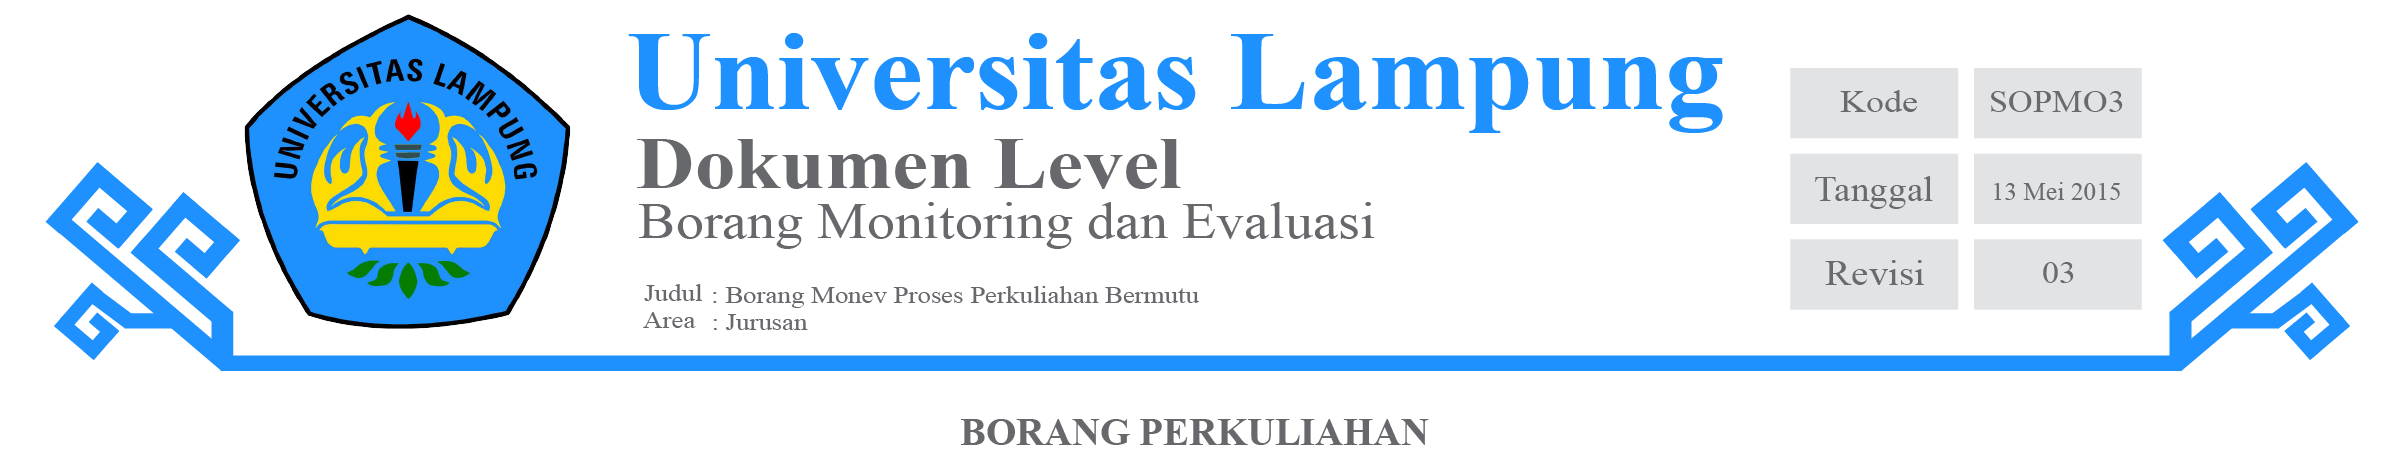 UNIVERSITAS LAMPUNG
Universitas Lampung
Dokumen Level
Borang Monitoring dan Evaluasi
Judul : Borang Monev Proses Perkuliahan Bermutu
Area : Jurusan
Kode SOPMO3
Tanggal 13 Mei 2015
Revisi 03
BORANG PERKULIAHAN